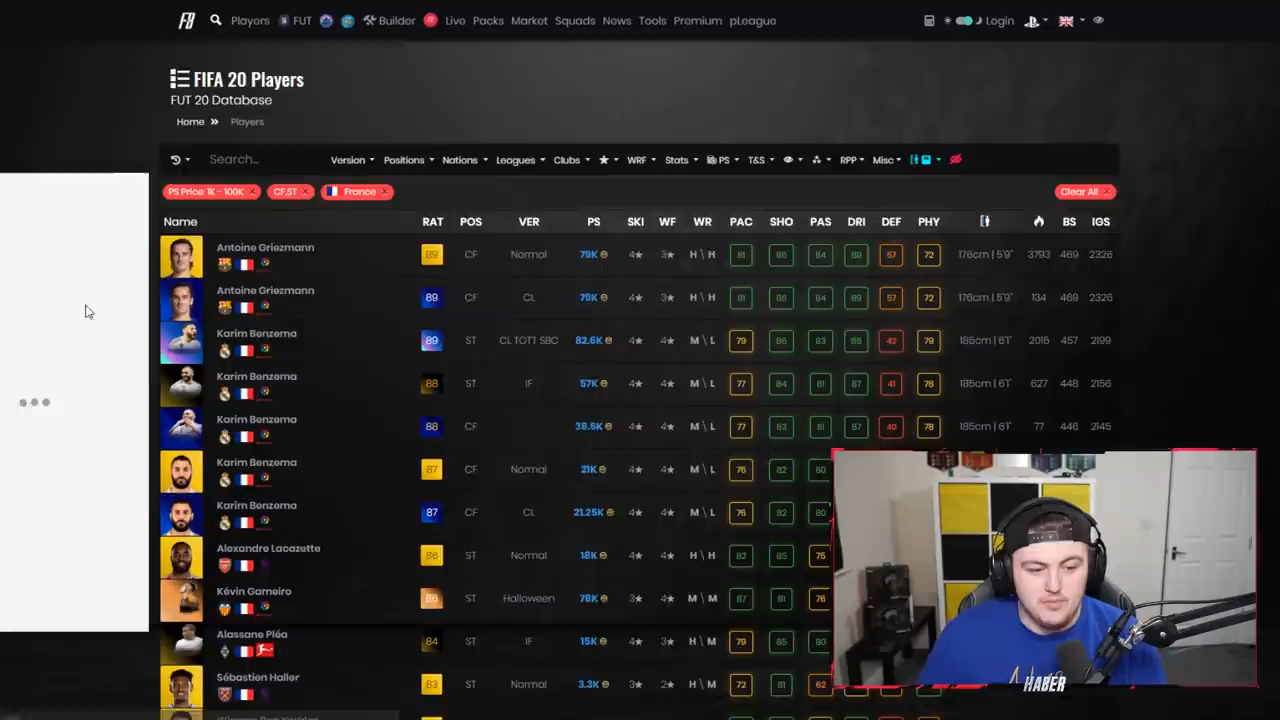 FB Players FUT Builder Live Packs Market Squads News Tools Premium pLeague Login
FIFA 20 Players
FUT 20 Database
Home » Players
Search... Version Positions Nations Leagues Clubs WRF Stats PS T&S RPP Misc
PS Price: 1K - 100K CF,ST France Clear All
Name RAT POS VER PS SKI WF WR PAC SHO PAS DRI DEF PHY BS IGS
Antoine Griezmann 89 CF Normal 79K 4★ 3★ H \ H 81 86 84 89 57 72 176cm | 5'9" 3793 469 2326
Antoine Griezmann 89 CF CL 79K 4★ 3★ H \ H 81 86 84 89 57 72 176cm | 5'9" 134 469 2326
Karim Benzema 89 ST CL TOTT SBC 82.6K 4★ 4★ M \ L 79 86 83 88 42 79 185cm | 6'1" 2016 457 2199
Karim Benzema 88 ST IF 57K 4★ 4★ M \ L 77 84 81 87 41 78 185cm | 6'1" 627 448 2156
Karim Benzema 88 CF 38.5K 4★ 4★ M \ L 77 83 81 87 40 78 185cm | 6'1" 77 446 2145
Karim Benzema 87 CF Normal 21K 4★ 4★ M \ L 76 82 80
Karim Benzema 87 CF CL 21.25K 4★ 4★ M \ L 76 82 80
Alexandre Lacazette 86 ST Normal 18K 4★ 4★ H \ H 82 85 75
Kévin Gameiro 86 ST Halloween 78K 3★ 4★ M \ M 87 81 76
Alassane Pléa 84 ST IF 15K 4★ 4★ H \ M 79 85 80
Sébastien Haller 83 ST Normal 3.3K 3★ 2★ H \ M 72 81 62
HABER